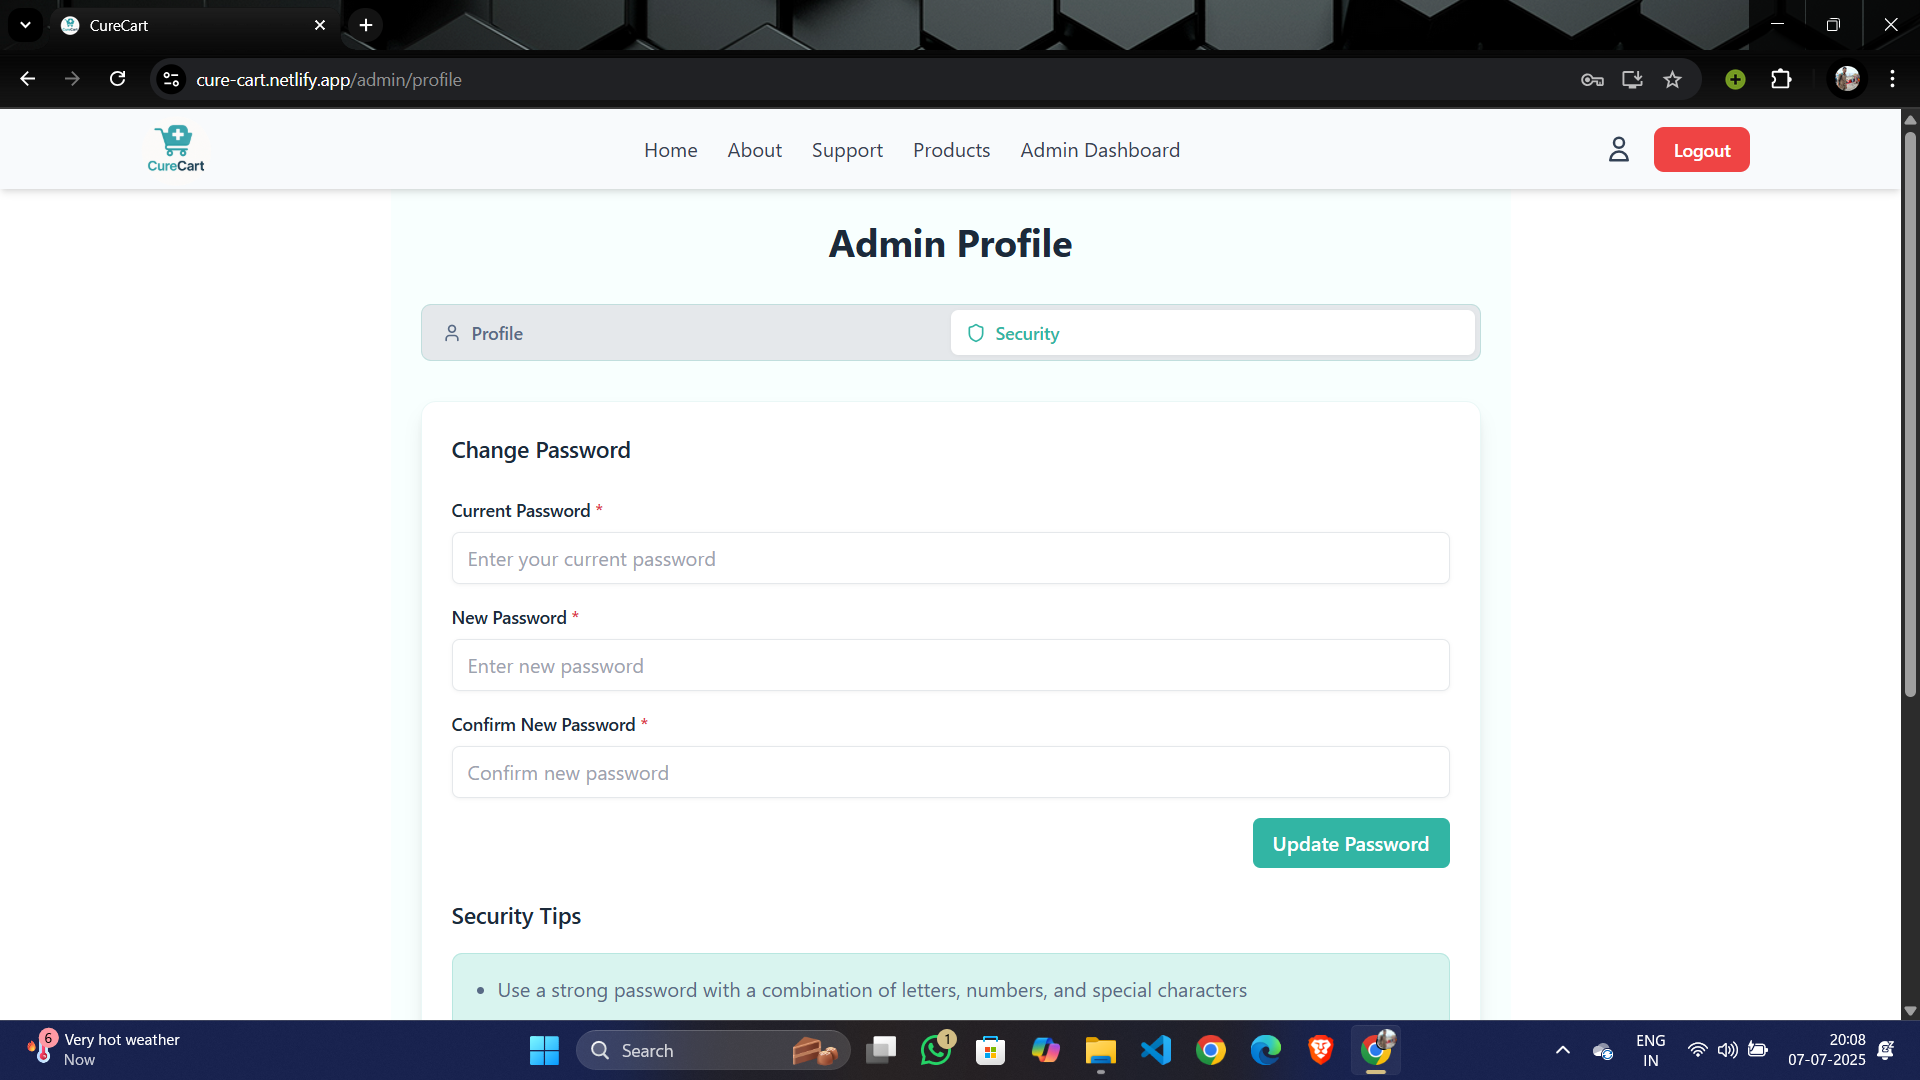 CureCart
cure-cart.netlify.app/admin/profile
CureCart
Home
About
Support
Products
Admin Dashboard
Logout
Admin Profile
Profile
Security
Change Password
Current Password *
Enter your current password
New Password *
Enter new password
Confirm New Password *
Confirm new password
Update Password
Security Tips
• Use a strong password with a combination of letters, numbers, and special characters
6
Very hot weather
Now
Search
1
ENG
IN
20:08
07-07-2025